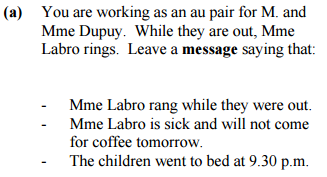 (a) You are working as an au pair for M. and
Mme Dupuy. While they are out, Mme
Labro rings. Leave a message saying that:
- Mme Labro rang while they were out.
- Mme Labro is sick and will not come
for coffee tomorrow.
- The children went to bed at 9.30 p.m.